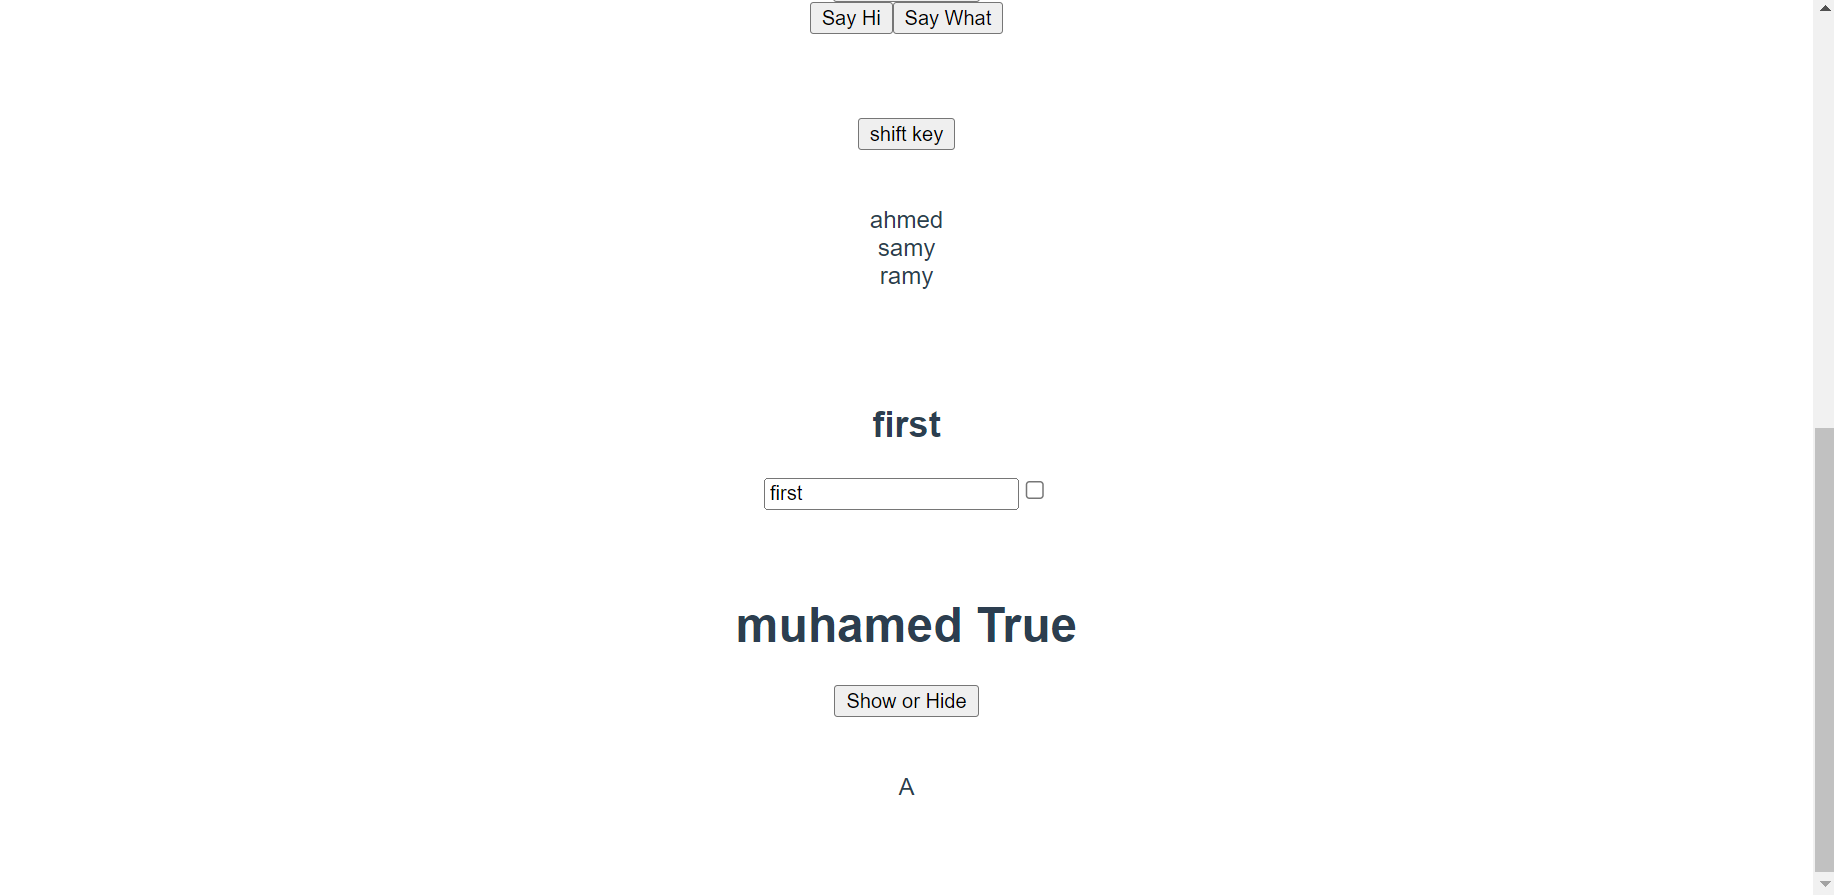 Say Hi Say What
shift key
ahmed
samy
ramy
first
first
muhamed True
Show or Hide
A